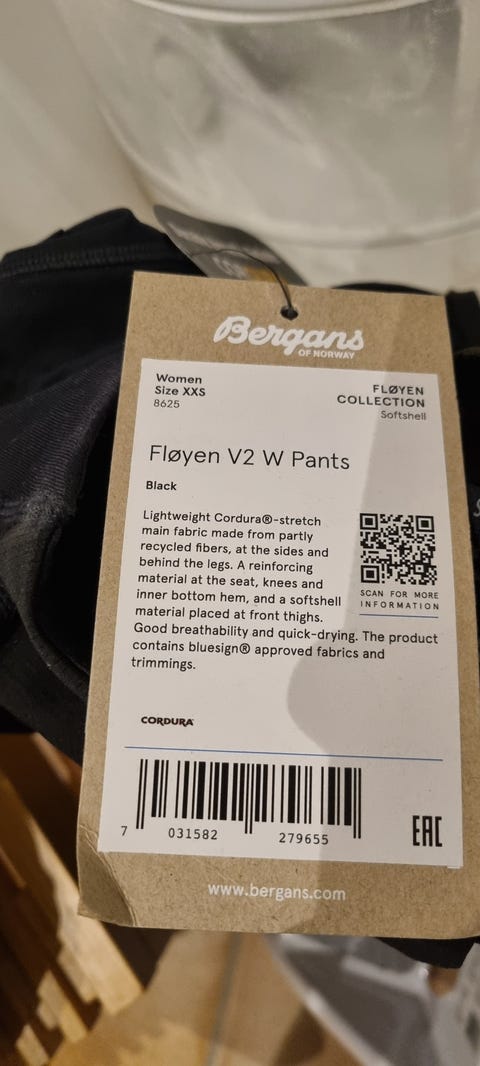 Bergans
OF NORWAY
Women
Size XXS
8625
FLØYEN
COLLECTION
Softshell
Fløyen V2 W Pants
Black
Lightweight Cordura®-stretch
main fabric made from partly
recycled fibers, at the sides and
behind the legs. A reinforcing
material at the seat, knees and
inner bottom hem, and a softshell
material placed at front thighs.
Good breathability and quick-drying. The product
contains bluesign® approved fabrics and
trimmings.
SCAN FOR MORE
INFORMATION
CORDURA®
7 031582 279655
EAC
www.bergans.com